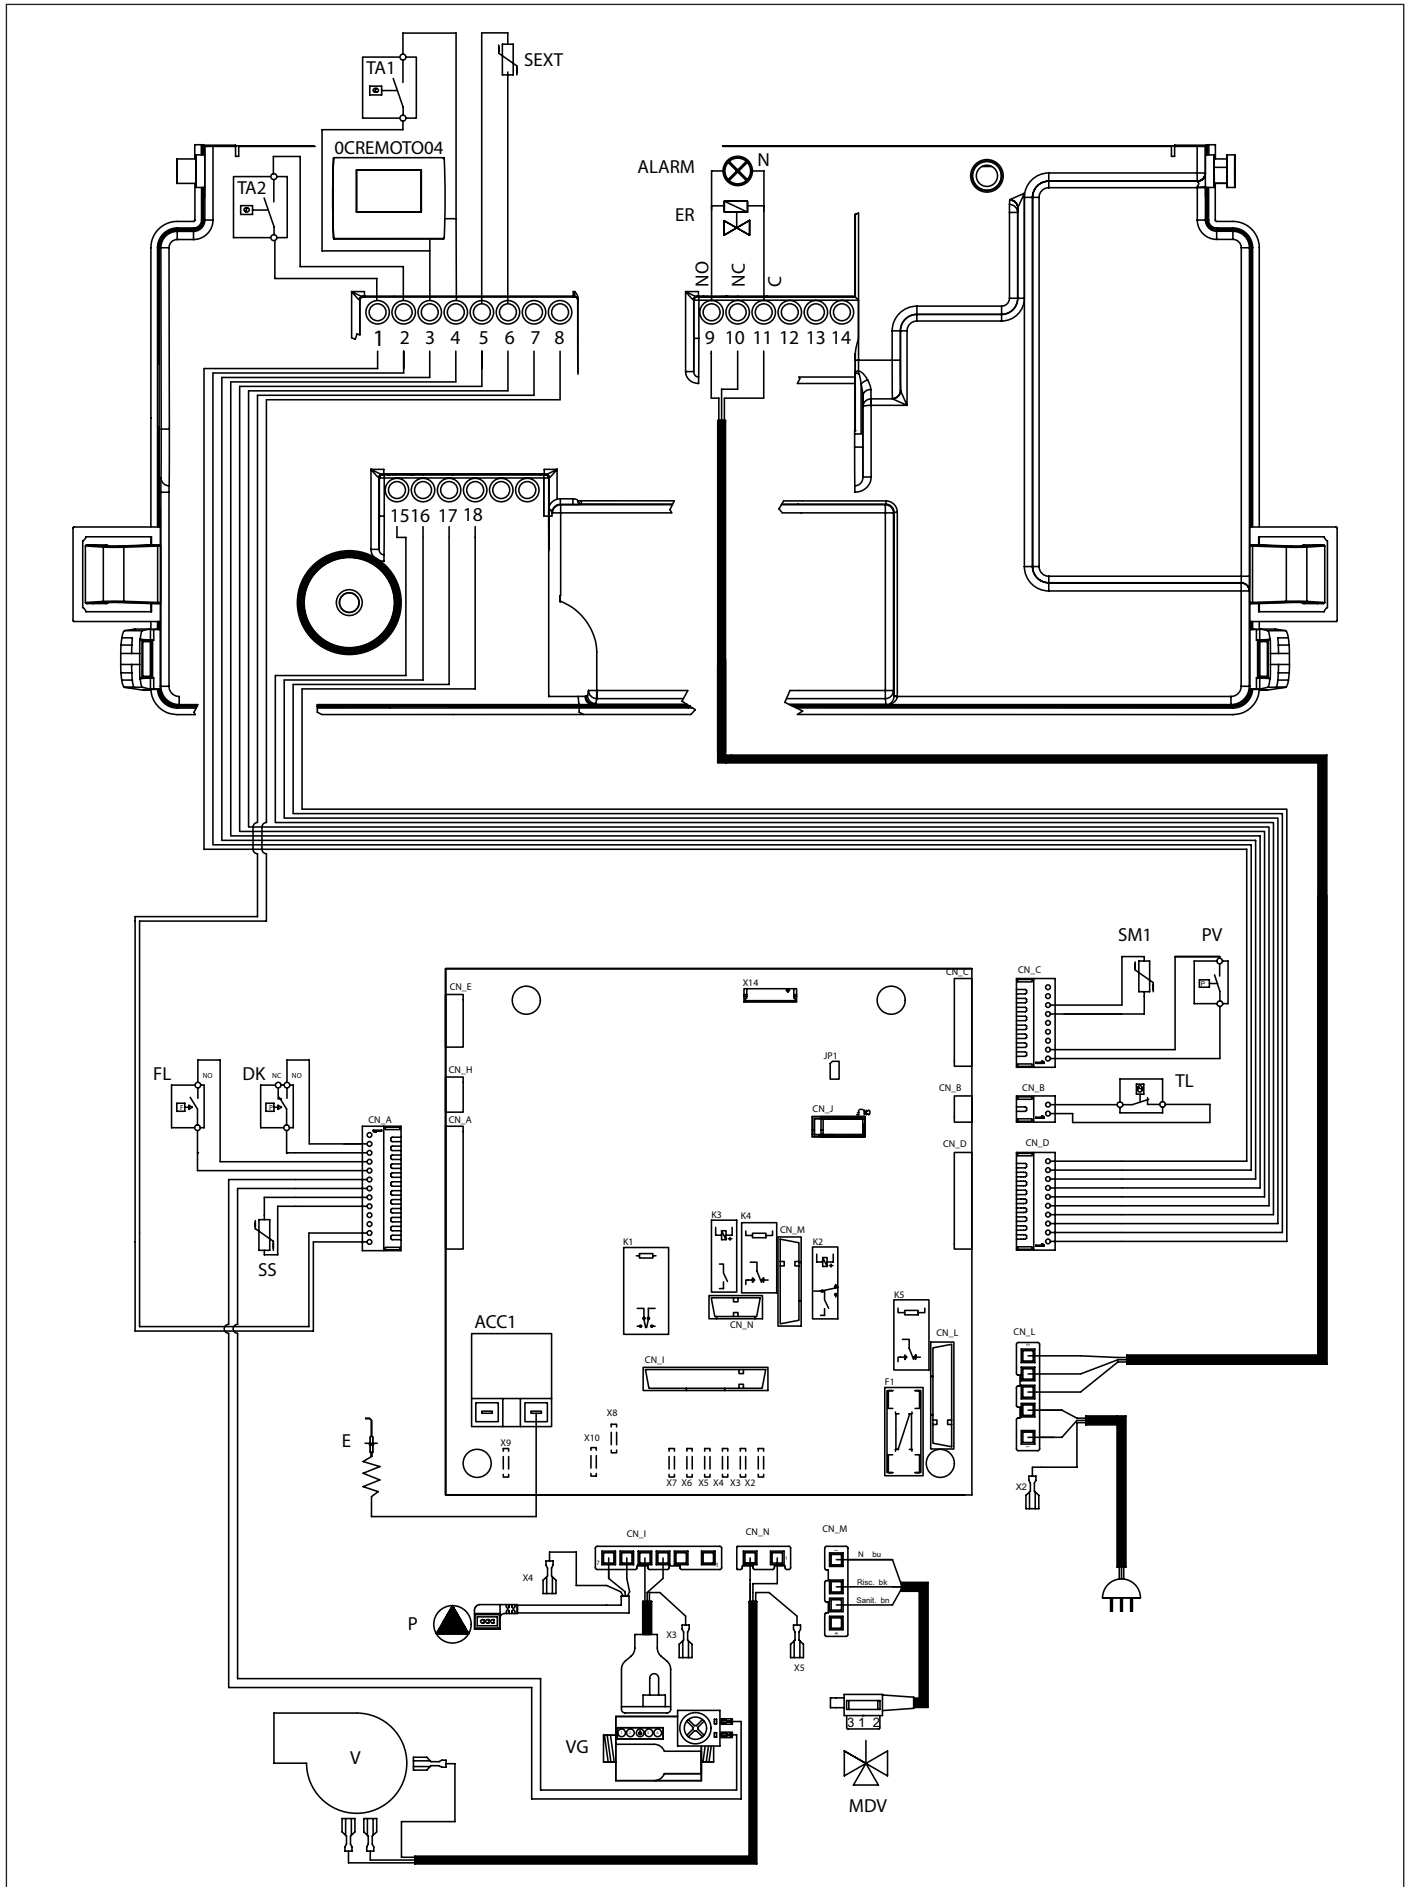 TA1
SEXT
0CREMOTO04
TA2
ALARM
N
ER
NO
NC
C
1 2 3 4 5 6 7 8
9 10 11 12 13 14
15 16 17 18
SM1
PV
CN_E
X14
CN_C
CN_C
JP1
FL
NO
DK
NC
NO
CN_H
CN_B
CN_B
TL
CN_A
CN_A
CN_J
CN_D
CN_D
SS
K3
K4
CN_M
K1
K2
CN_N
K5
ACC1
CN_L
CN_L
CN_I
F1
E
X8
X9
X10
X7 X6 X5 X4 X3 X2
X2
CN_I
CN_N
CN_M
N bu
X4
Risc. bk
Sanit. bn
P
X3
X5
3 1 2
VG
V
MDV